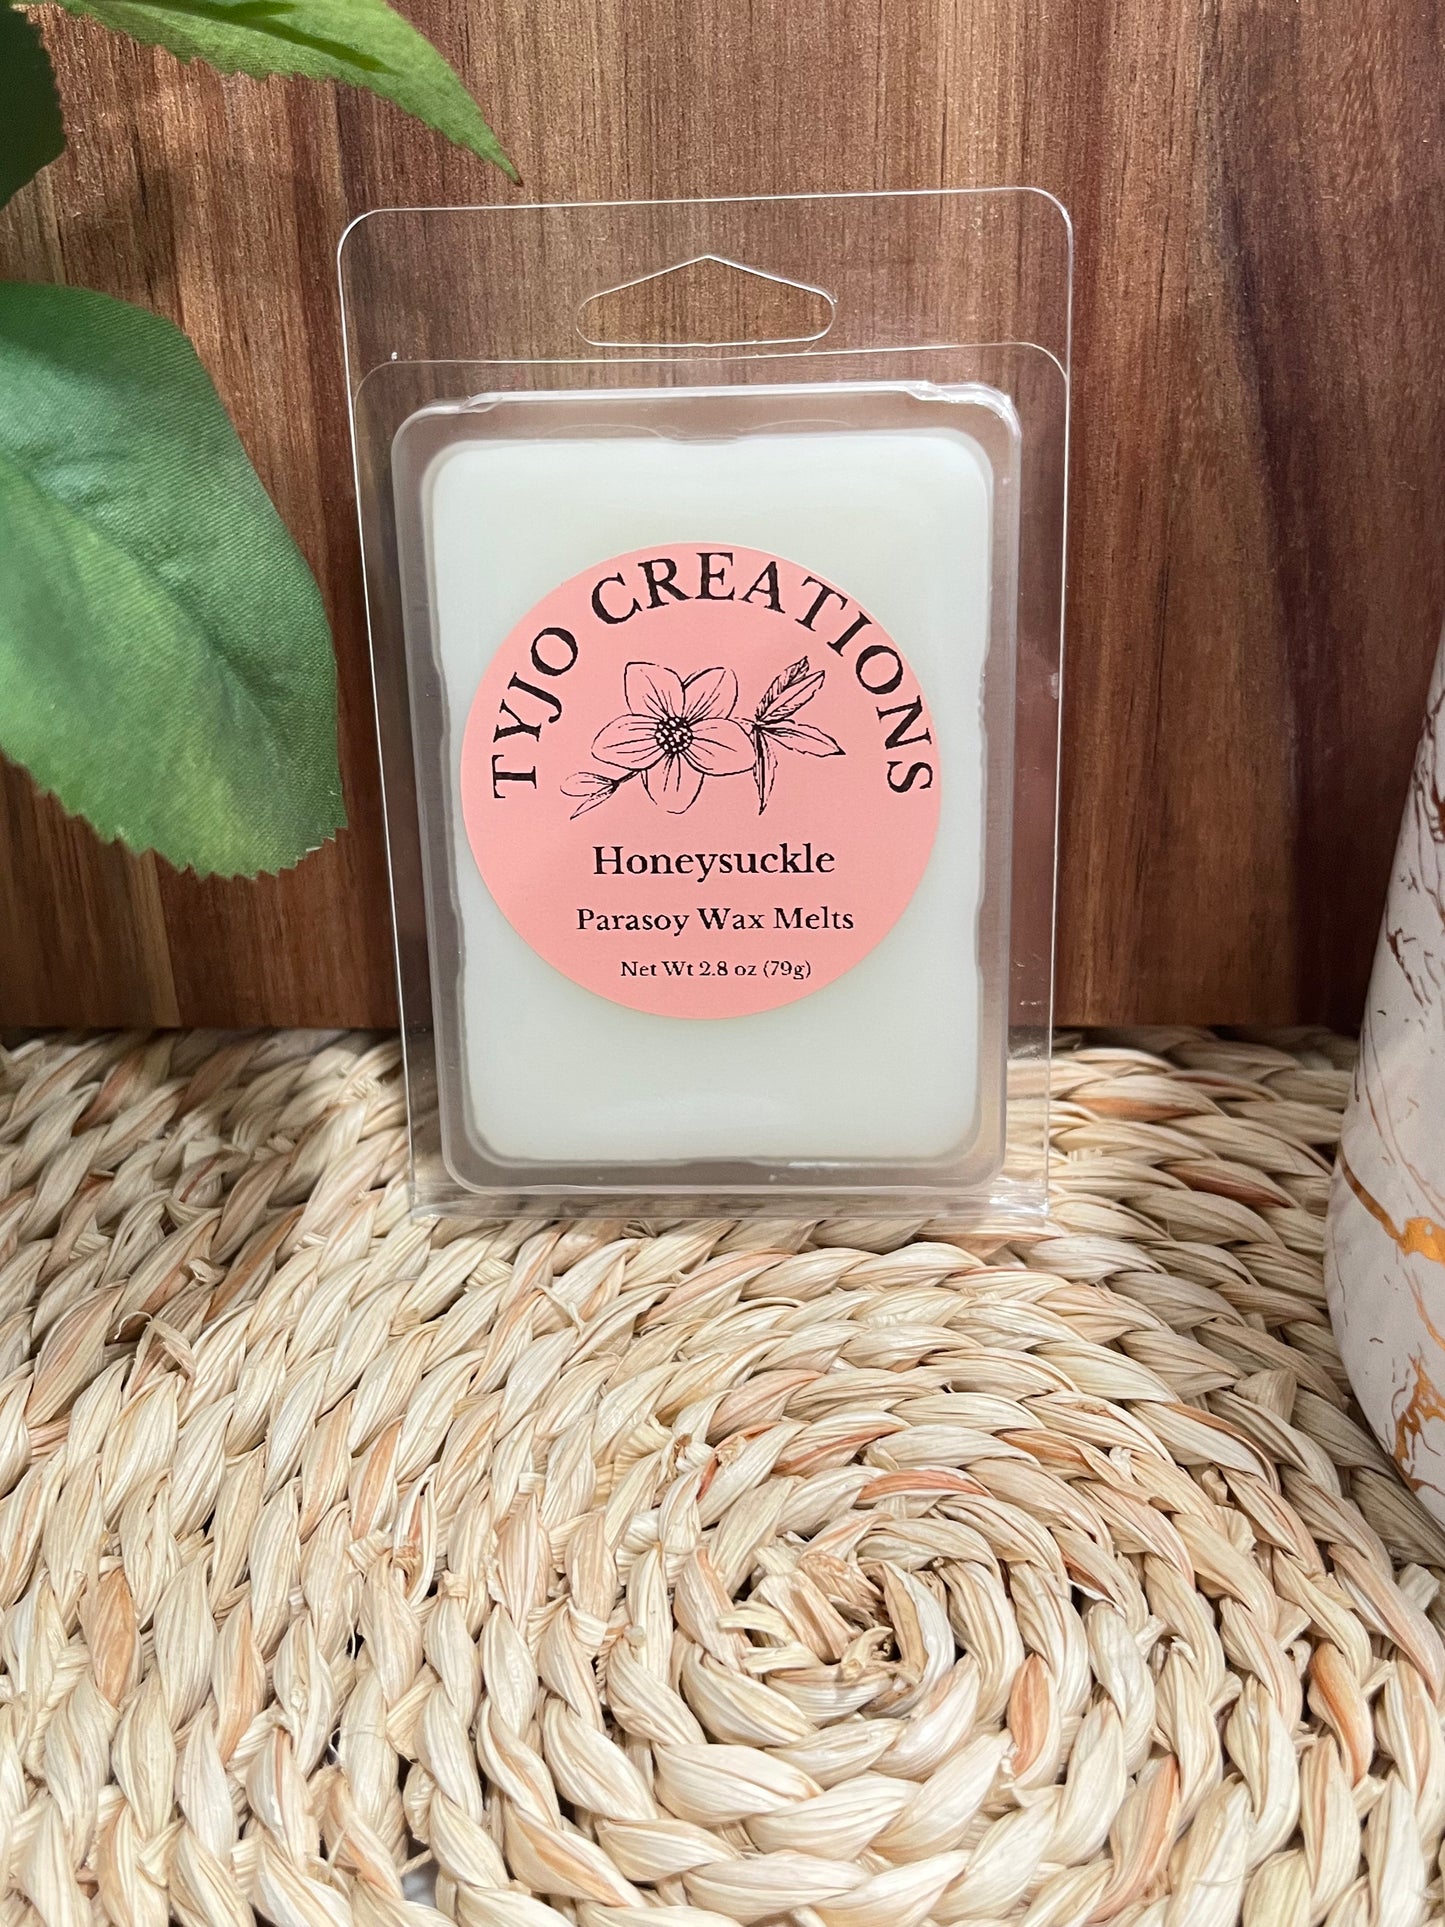 TYJO CREATIONS
Honeysuckle
Parasoy Wax Melts
Net Wt 2.8 oz (79g)